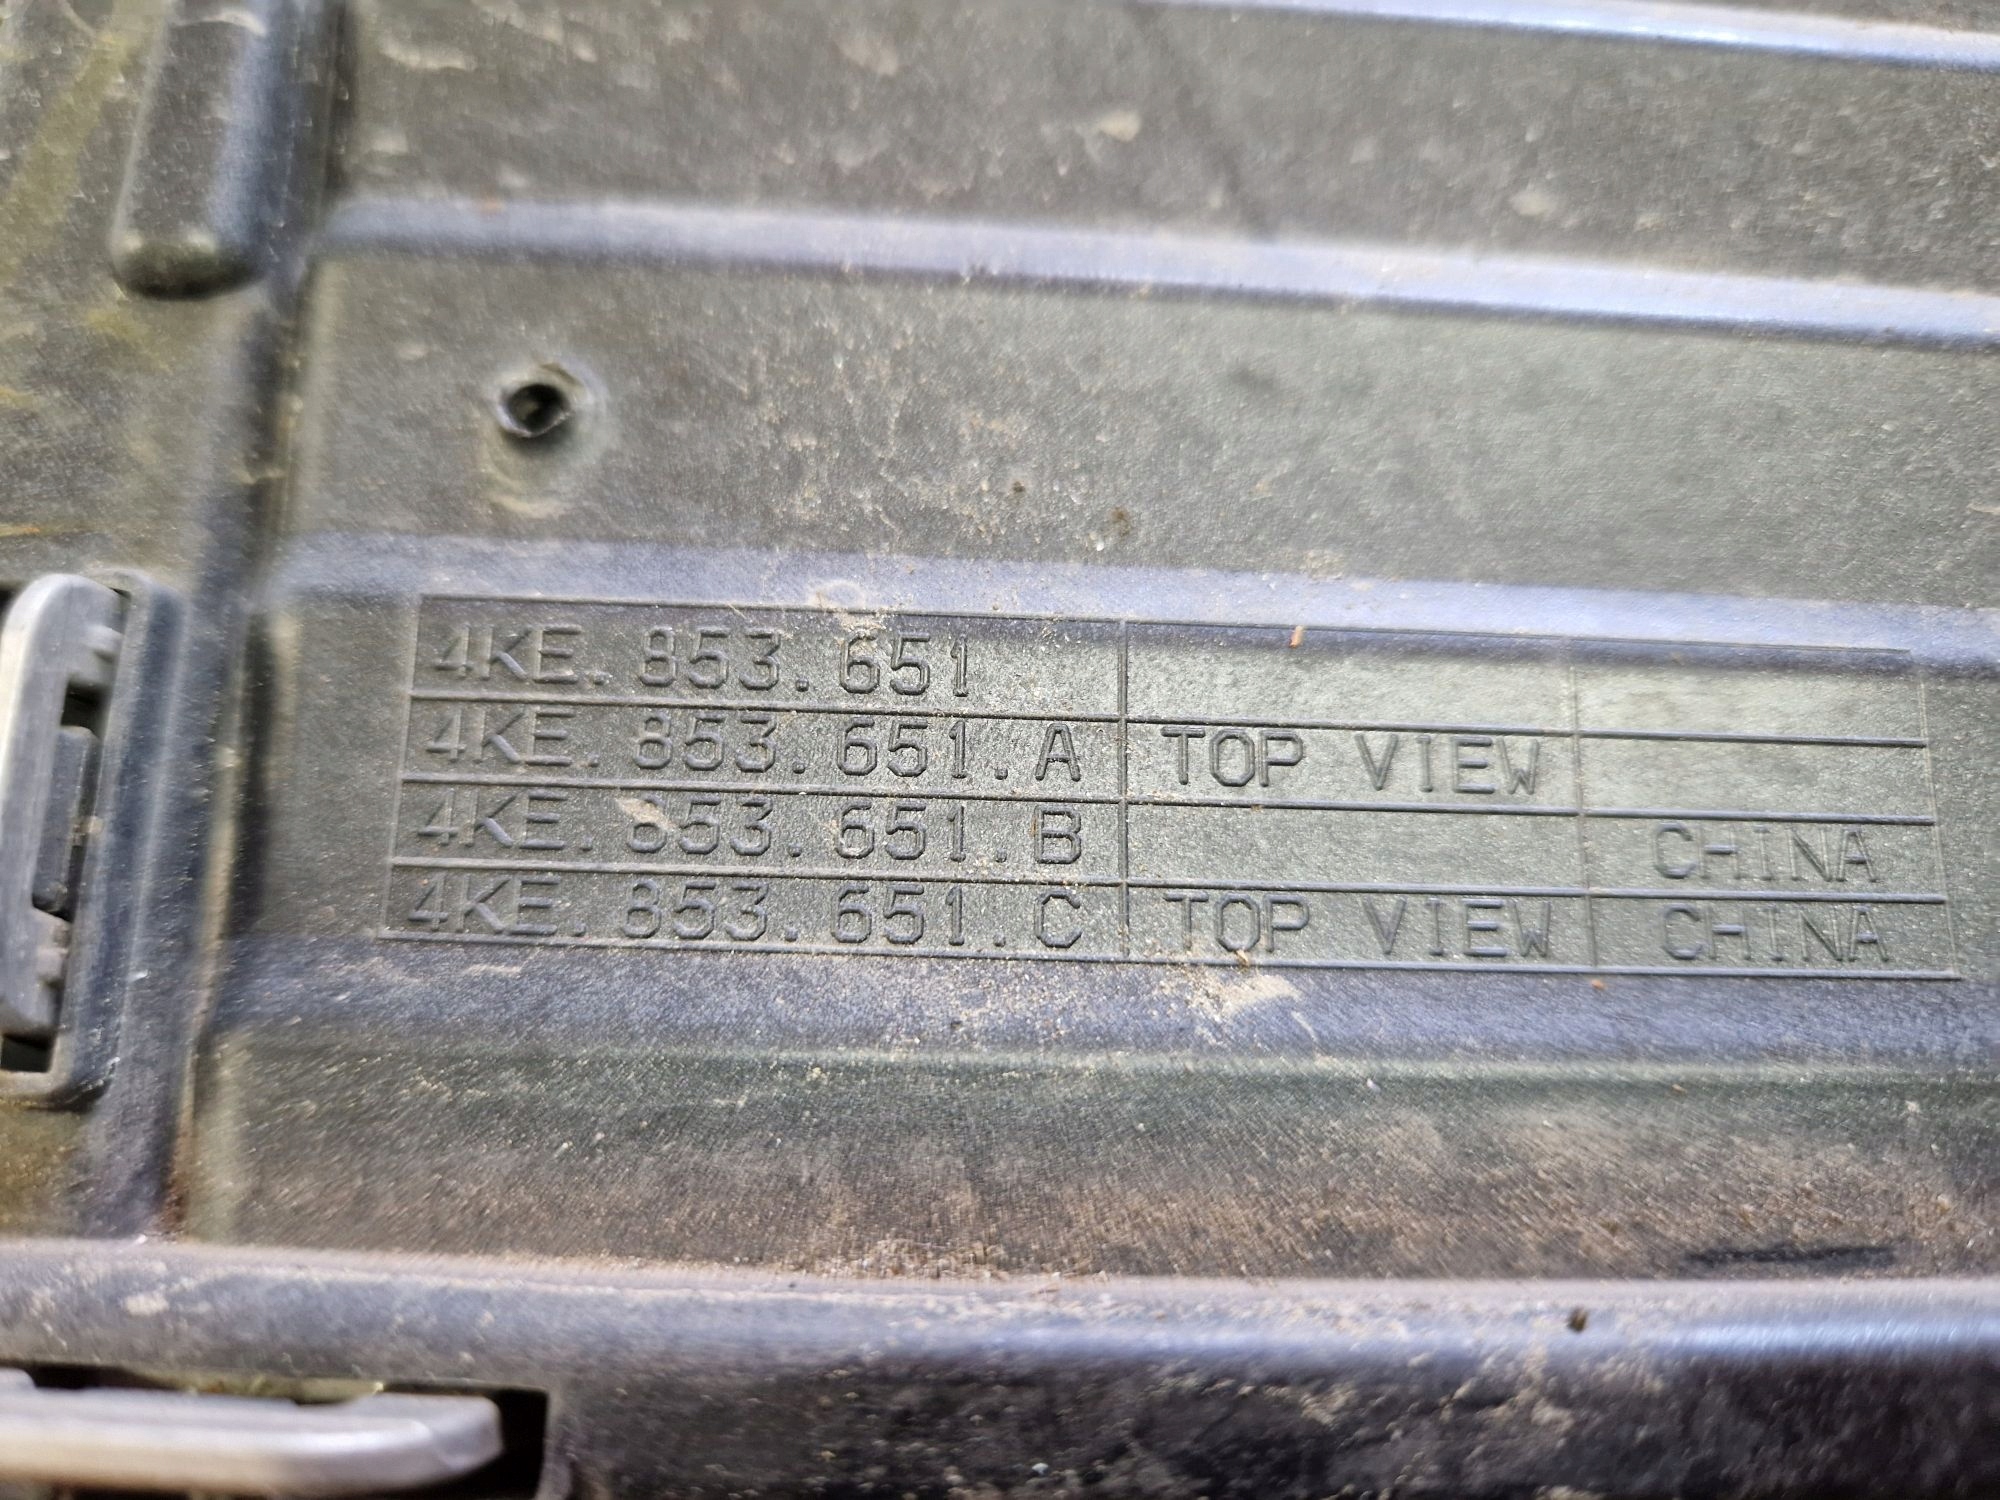 4KE.853.651
4KE.853.651.A TOP VIEW
4KE.853.651.B CHINA
4KE.853.651.C TOP VIEW CHINA